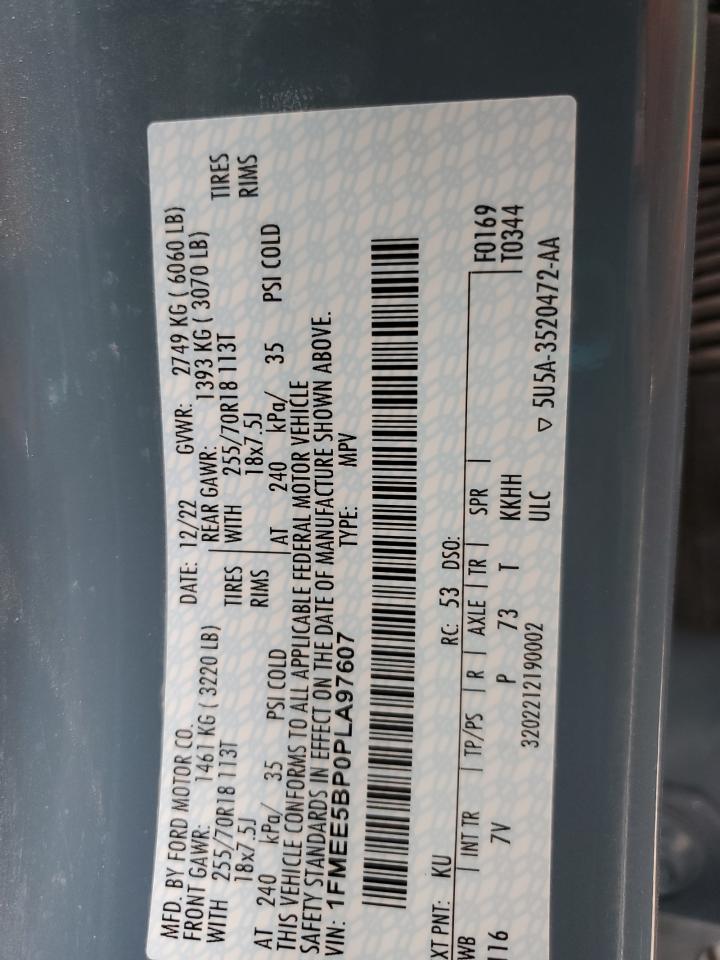 MFD. BY FORD MOTOR CO.
DATE: 12/22 GVWR: 2749 KG ( 6060 LB)
FRONT GAWR: 1461 KG ( 3220 LB) REAR GAWR: 1393 KG ( 3070 LB)
WITH 255/70R18 113T TIRES WITH 255/70R18 113T TIRES
18x7.5J RIMS 18x7.5J RIMS
AT 240 kPa/ 35 PSI COLD AT 240 kPa/ 35 PSI COLD
THIS VEHICLE CONFORMS TO ALL APPLICABLE FEDERAL MOTOR VEHICLE
SAFETY STANDARDS IN EFFECT ON THE DATE OF MANUFACTURE SHOWN ABOVE.
VIN: 1FMEE5BP0PLA97607 TYPE: MPV
XT PNT: KU RC: 53 DSO:
WB INT TR TP/PS R AXLE TR SPR F0169
116 7V P 73 T KKHH T0344
3202212190002 ULC
▽ 5U5A-3520472-AA